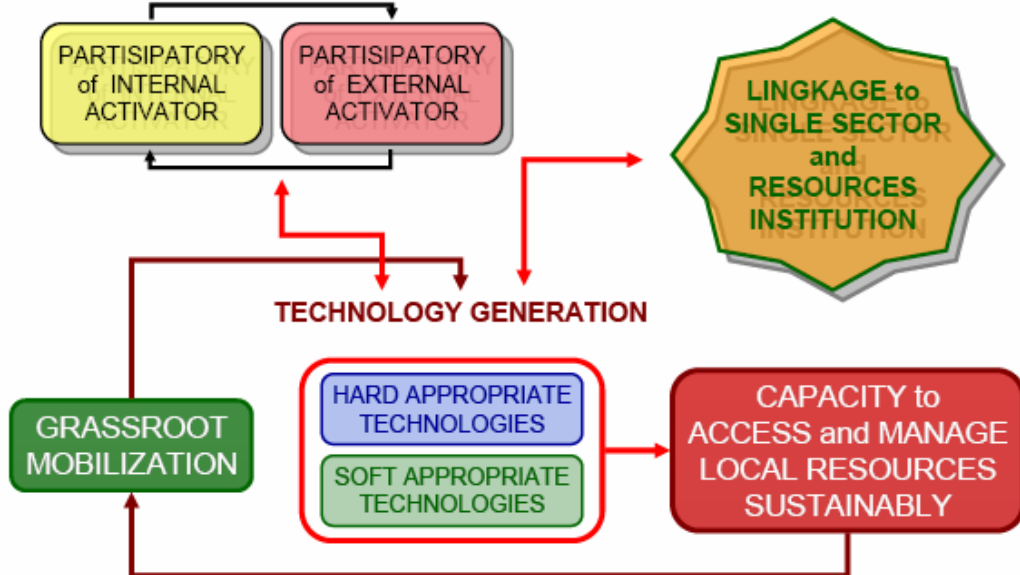 PARTISIPATORY
of INTERNAL
ACTIVATOR
PARTISIPATORY
of EXTERNAL
ACTIVATOR
LINGKAGE to
SINGLE SECTOR
and
RESOURCES
INSTITUTION
TECHNOLOGY GENERATION
HARD APPROPRIATE
TECHNOLOGIES
SOFT APPROPRIATE
TECHNOLOGIES
GRASSROOT
MOBILIZATION
CAPACITY to
ACCESS and MANAGE
LOCAL RESOURCES
SUSTAINABLY